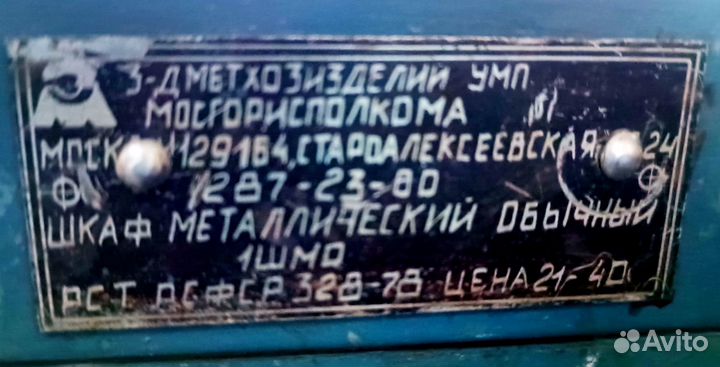 З-Д МЕТХОЗИЗДЕЛИЙ УМП
МОСГОРИСПОЛКОМА
129164, СТАРОАЛЕКСЕЕВСКАЯ 24
287-23-80
ШКАФ МЕТАЛЛИЧЕСКИЙ ОБЫЧНЫЙ
1ШМО
РСТ РСФСР 328-78 ЦЕНА 21-40
Avito